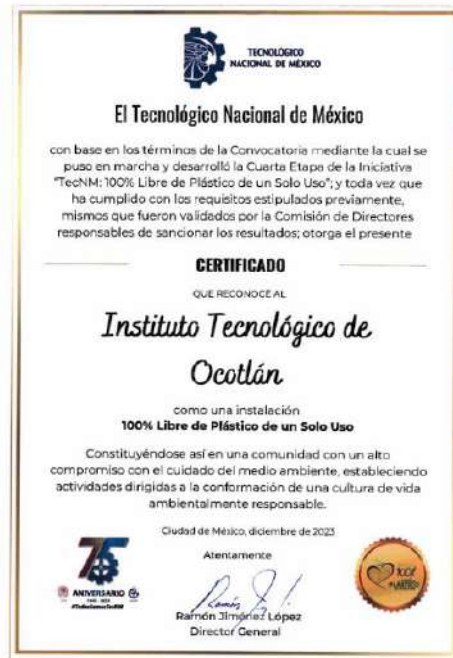 TECNOLÓGICO
NACIONAL DE MÉXICO
El Tecnológico Nacional de México
con base en los términos de la Convocatoria mediante la cual se
puso en marcha y desarrolló la Cuarta Etapa de la Iniciativa
"TecNM: 100% Libre de Plástico de un Solo Uso"; y toda vez que
ha cumplido con los requisitos estipulados previamente,
mismos que fueron validados por la Comisión de Directores
responsables de sancionar los resultados; otorga el presente
CERTIFICADO
QUE RECONOCE AL
Instituto Tecnológico de
Ocotlán
como una instalación
100% Libre de Plástico de un Solo Uso
Constituyéndose así en una comunidad con un alto
compromiso con el cuidado del medio ambiente, estableciendo
actividades dirigidas a la conformación de una cultura de vida
ambientalmente responsable.
Ciudad de México, diciembre de 2023
Atentamente
75
ANIVERSARIO
Ramón Jiménez López
Director General
100%